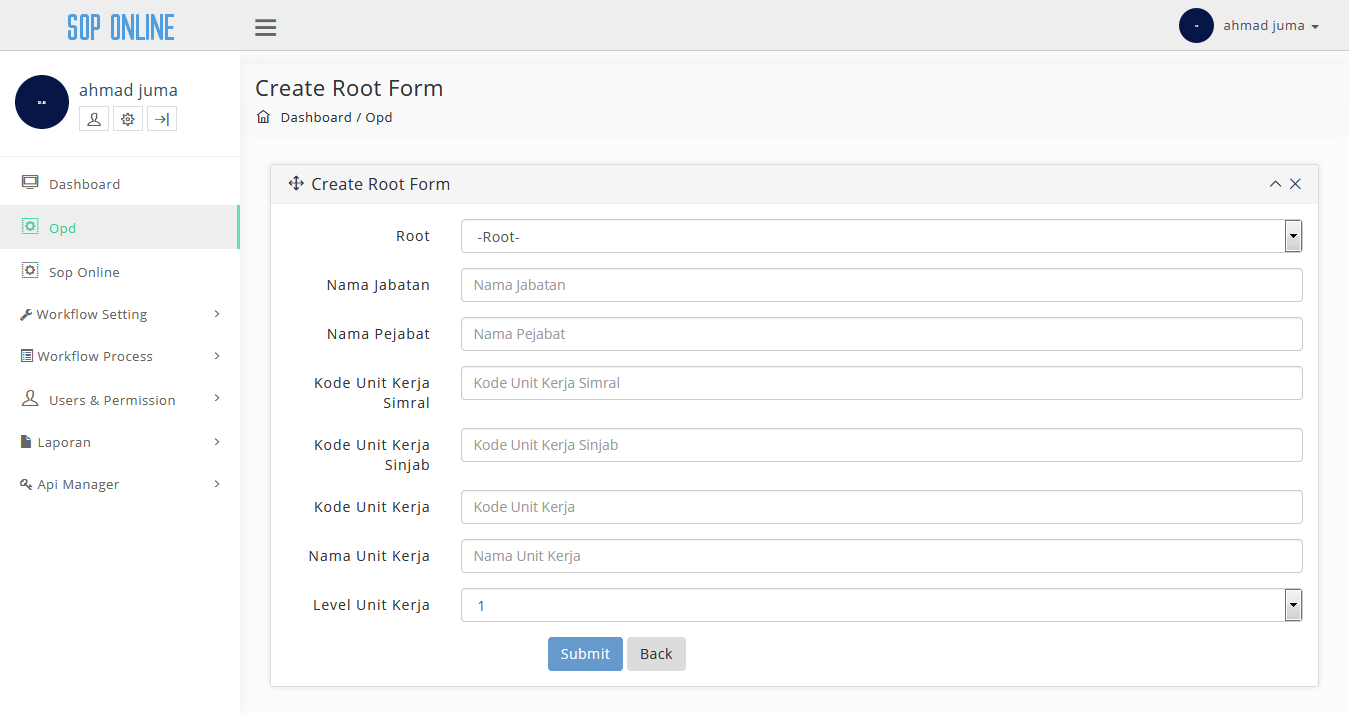 SOP ONLINE
ahmad juma
ahmad juma
Dashboard
Opd
Sop Online
Workflow Setting
Workflow Process
Users & Permission
Laporan
Api Manager
Create Root Form
Dashboard / Opd
Create Root Form
Root
-Root-
Nama Jabatan
Nama Jabatan
Nama Pejabat
Nama Pejabat
Kode Unit Kerja
Simral
Kode Unit Kerja Simral
Kode Unit Kerja
Sinjab
Kode Unit Kerja Sinjab
Kode Unit Kerja
Kode Unit Kerja
Nama Unit Kerja
Nama Unit Kerja
Level Unit Kerja
1
Submit
Back